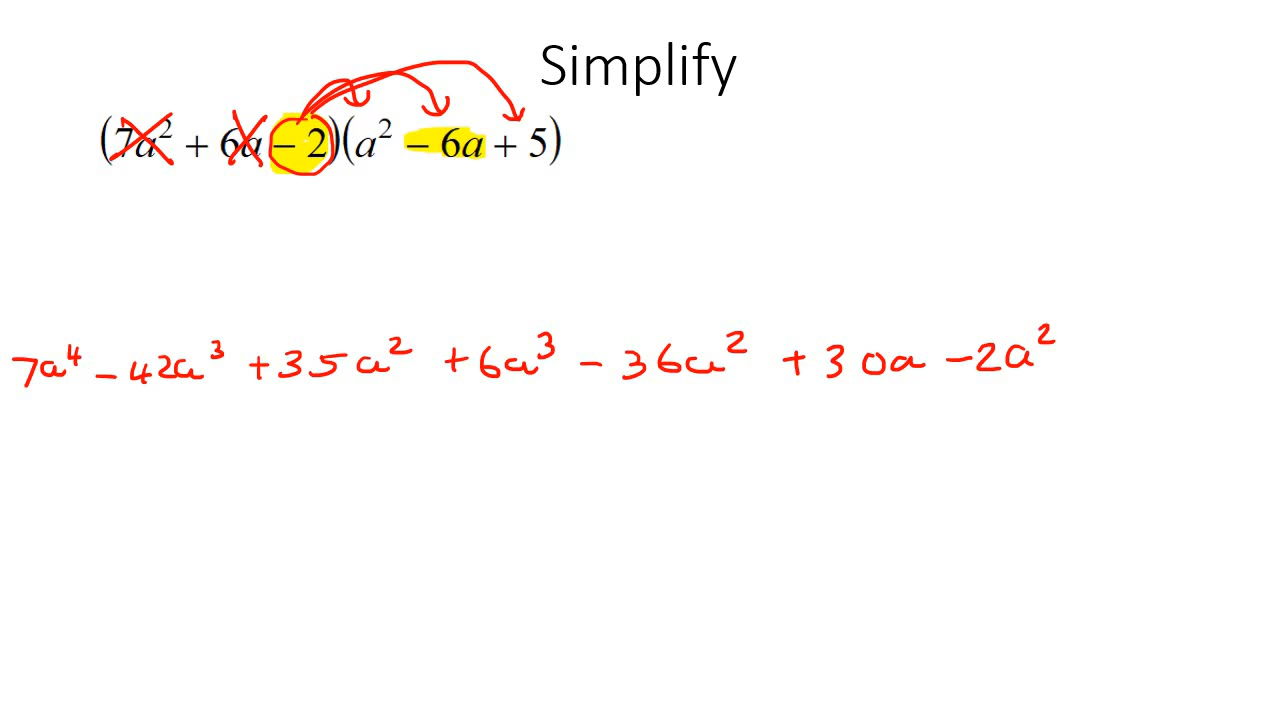 Simplify
(7a² + 6a − 2)(a² − 6a + 5)
7a⁴ − 42a³ + 35a² + 6a³ − 36a² + 30a − 2a²